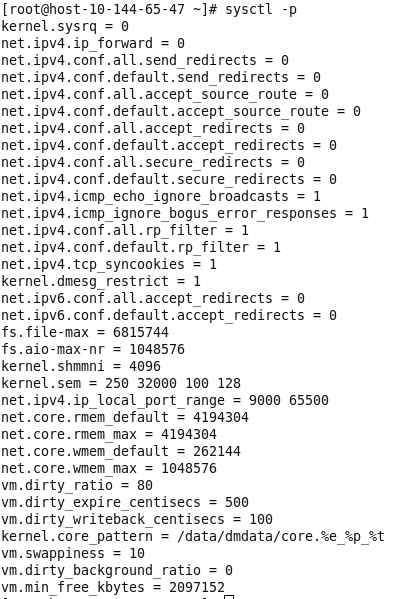 [root@host-10-144-65-47 ~]# sysctl -p
kernel.sysrq = 0
net.ipv4.ip_forward = 0
net.ipv4.conf.all.send_redirects = 0
net.ipv4.conf.default.send_redirects = 0
net.ipv4.conf.all.accept_source_route = 0
net.ipv4.conf.default.accept_source_route = 0
net.ipv4.conf.all.accept_redirects = 0
net.ipv4.conf.default.accept_redirects = 0
net.ipv4.conf.all.secure_redirects = 0
net.ipv4.conf.default.secure_redirects = 0
net.ipv4.icmp_echo_ignore_broadcasts = 1
net.ipv4.icmp_ignore_bogus_error_responses = 1
net.ipv4.conf.all.rp_filter = 1
net.ipv4.conf.default.rp_filter = 1
net.ipv4.tcp_syncookies = 1
kernel.dmesg_restrict = 1
net.ipv6.conf.all.accept_redirects = 0
net.ipv6.conf.default.accept_redirects = 0
fs.file-max = 6815744
fs.aio-max-nr = 1048576
kernel.shmmni = 4096
kernel.sem = 250 32000 100 128
net.ipv4.ip_local_port_range = 9000 65500
net.core.rmem_default = 4194304
net.core.rmem_max = 4194304
net.core.wmem_default = 262144
net.core.wmem_max = 1048576
vm.dirty_ratio = 80
vm.dirty_expire_centisecs = 500
vm.dirty_writeback_centisecs = 100
kernel.core_pattern = /data/dmdata/core.%e_%p_%t
vm.swappiness = 10
vm.dirty_background_ratio = 0
vm.min_free_kbytes = 2097152